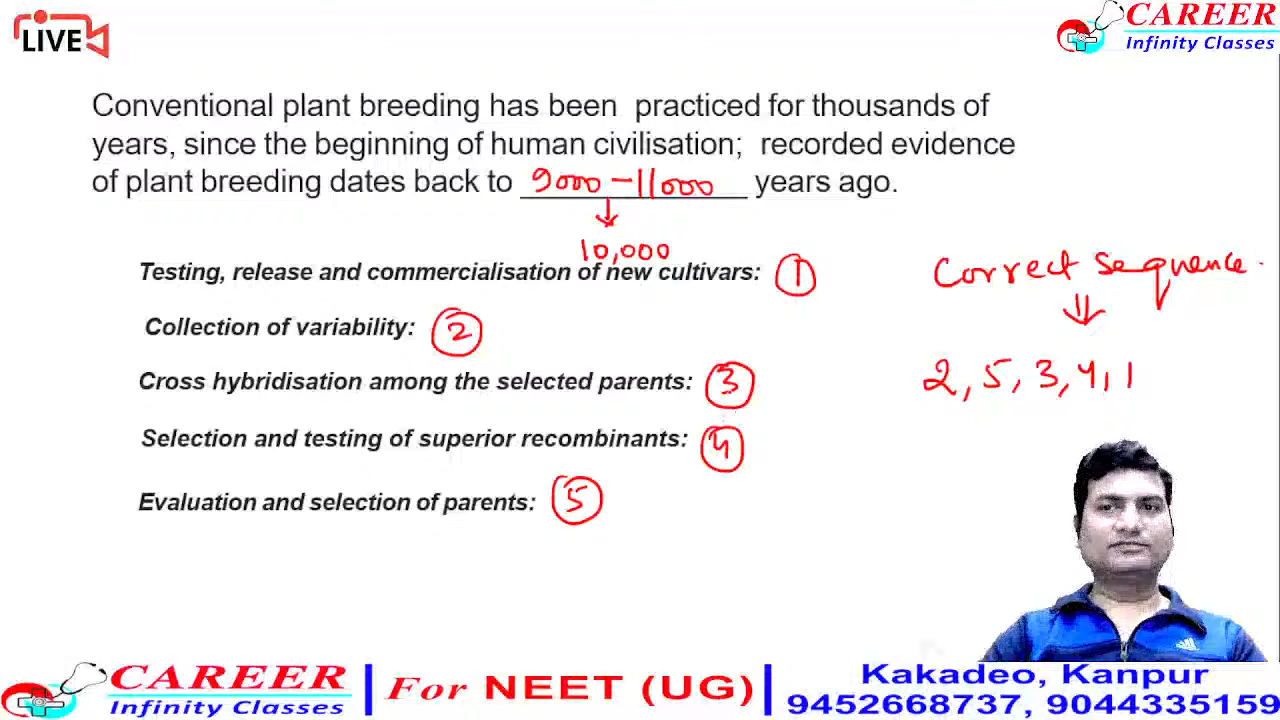 LIVE
CAREER
Infinity Classes
Conventional plant breeding has been practiced for thousands of
years, since the beginning of human civilisation; recorded evidence
of plant breeding dates back to 9000 - 11000 years ago.
10,000
Testing, release and commercialisation of new cultivars: 1
Correct sequence.
Collection of variability: 2
Cross hybridisation among the selected parents: 3
2, 5, 3, 4, 1
Selection and testing of superior recombinants: 4
Evaluation and selection of parents: 5
CAREER
Infinity Classes
For NEET (UG)
Kakadeo, Kanpur
9452668737, 9044335159